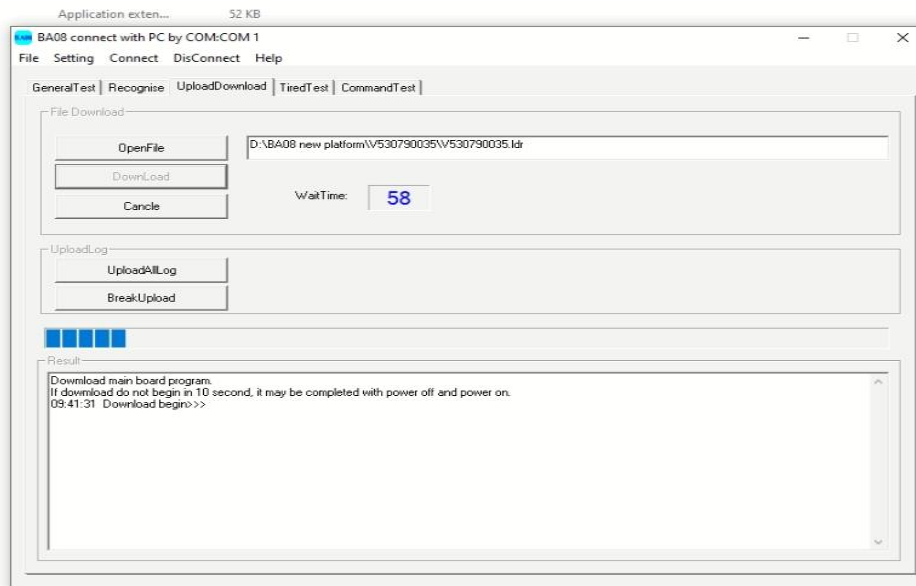 Application exten... 52 KB
BA08 BA08 connect with PC by COM:COM 1
File Setting Connect DisConnect Help
GeneralTest Recognise UploadDownload TiredTest CommandTest
File Download
OpenFile D:\BA08 new platform\V530790035\V530790035.ldr
DownLoad
WaitTime: 58
Cancle
UploadLog
UploadAllLog
BreakUpload
Result
Download main board program.
If download do not begin in 10 second, it may be completed with power off and power on.
09:41:31 Download begin>>>